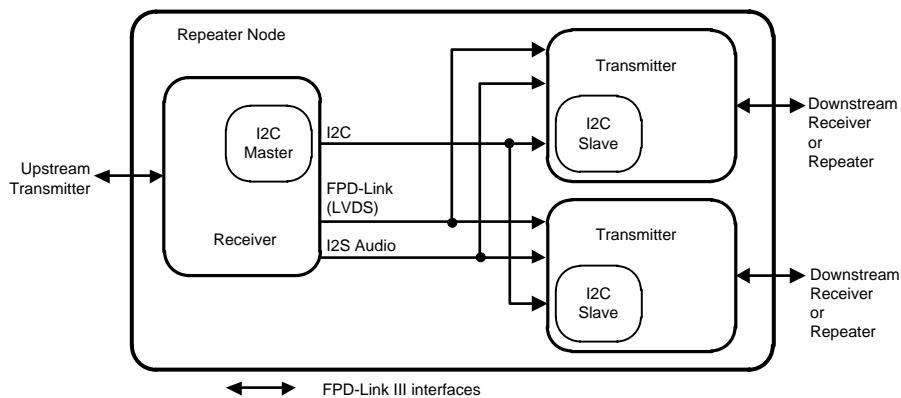 Repeater Node
Transmitter
I2C
Slave
Downstream
Receiver
or
Repeater
I2C
Master
I2C
Upstream
Transmitter
FPD-Link
(LVDS)
Receiver
I2S Audio
Transmitter
I2C
Slave
Downstream
Receiver
or
Repeater
FPD-Link III interfaces